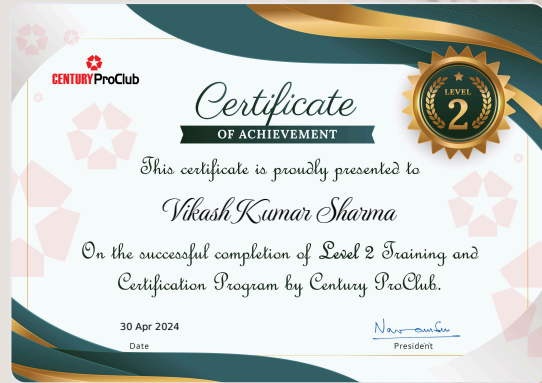 CENTURY ProClub
Certificate
OF ACHIEVEMENT
LEVEL
2
This certificate is proudly presented to
Vikash Kumar Sharma
On the successful completion of Level 2 Training and
Certification Program by Century ProClub.
30 Apr 2024
Date
President